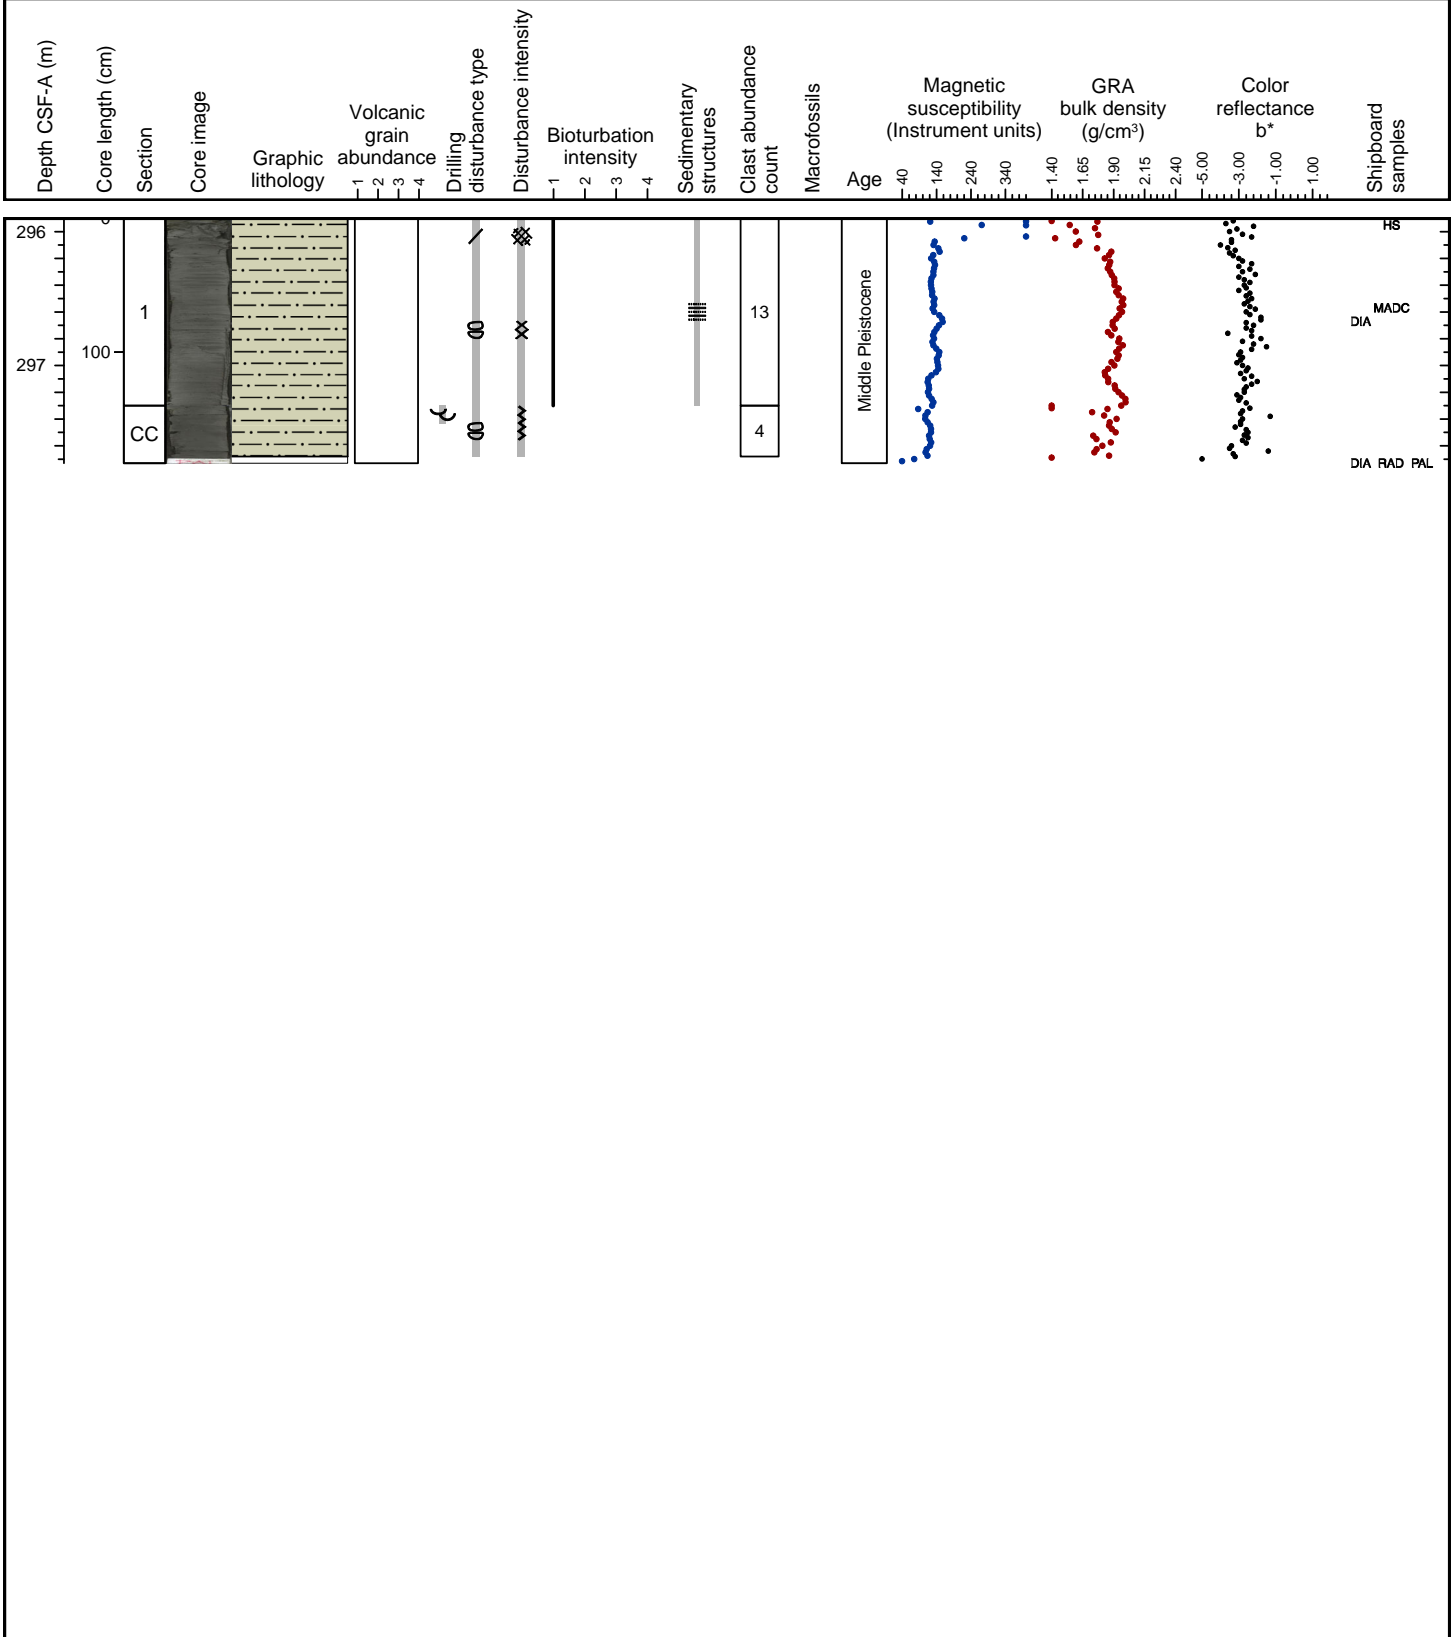 Depth CSF-A (m)
Core length (cm)
Section
Core image
Graphic
lithology
Volcanic
grain
abundance
1 2 3 4
Drilling
disturbance type
Disturbance intensity
Bioturbation
intensity
1 2 3 4
Sedimentary
structures
Clast abundance
count
Macrofossils
Age
Magnetic
susceptibility
(Instrument units)
40 140 240 340
GRA
bulk density
(g/cm³)
1.40 1.65 1.90 2.15 2.40
Color
reflectance
b*
-5.00 -3.00 -1.00 1.00
Shipboard
samples
296
297
0
100
1
CC
13
4
Middle Pleistocene
HS
MADC
DIA
DIA RAD PAL